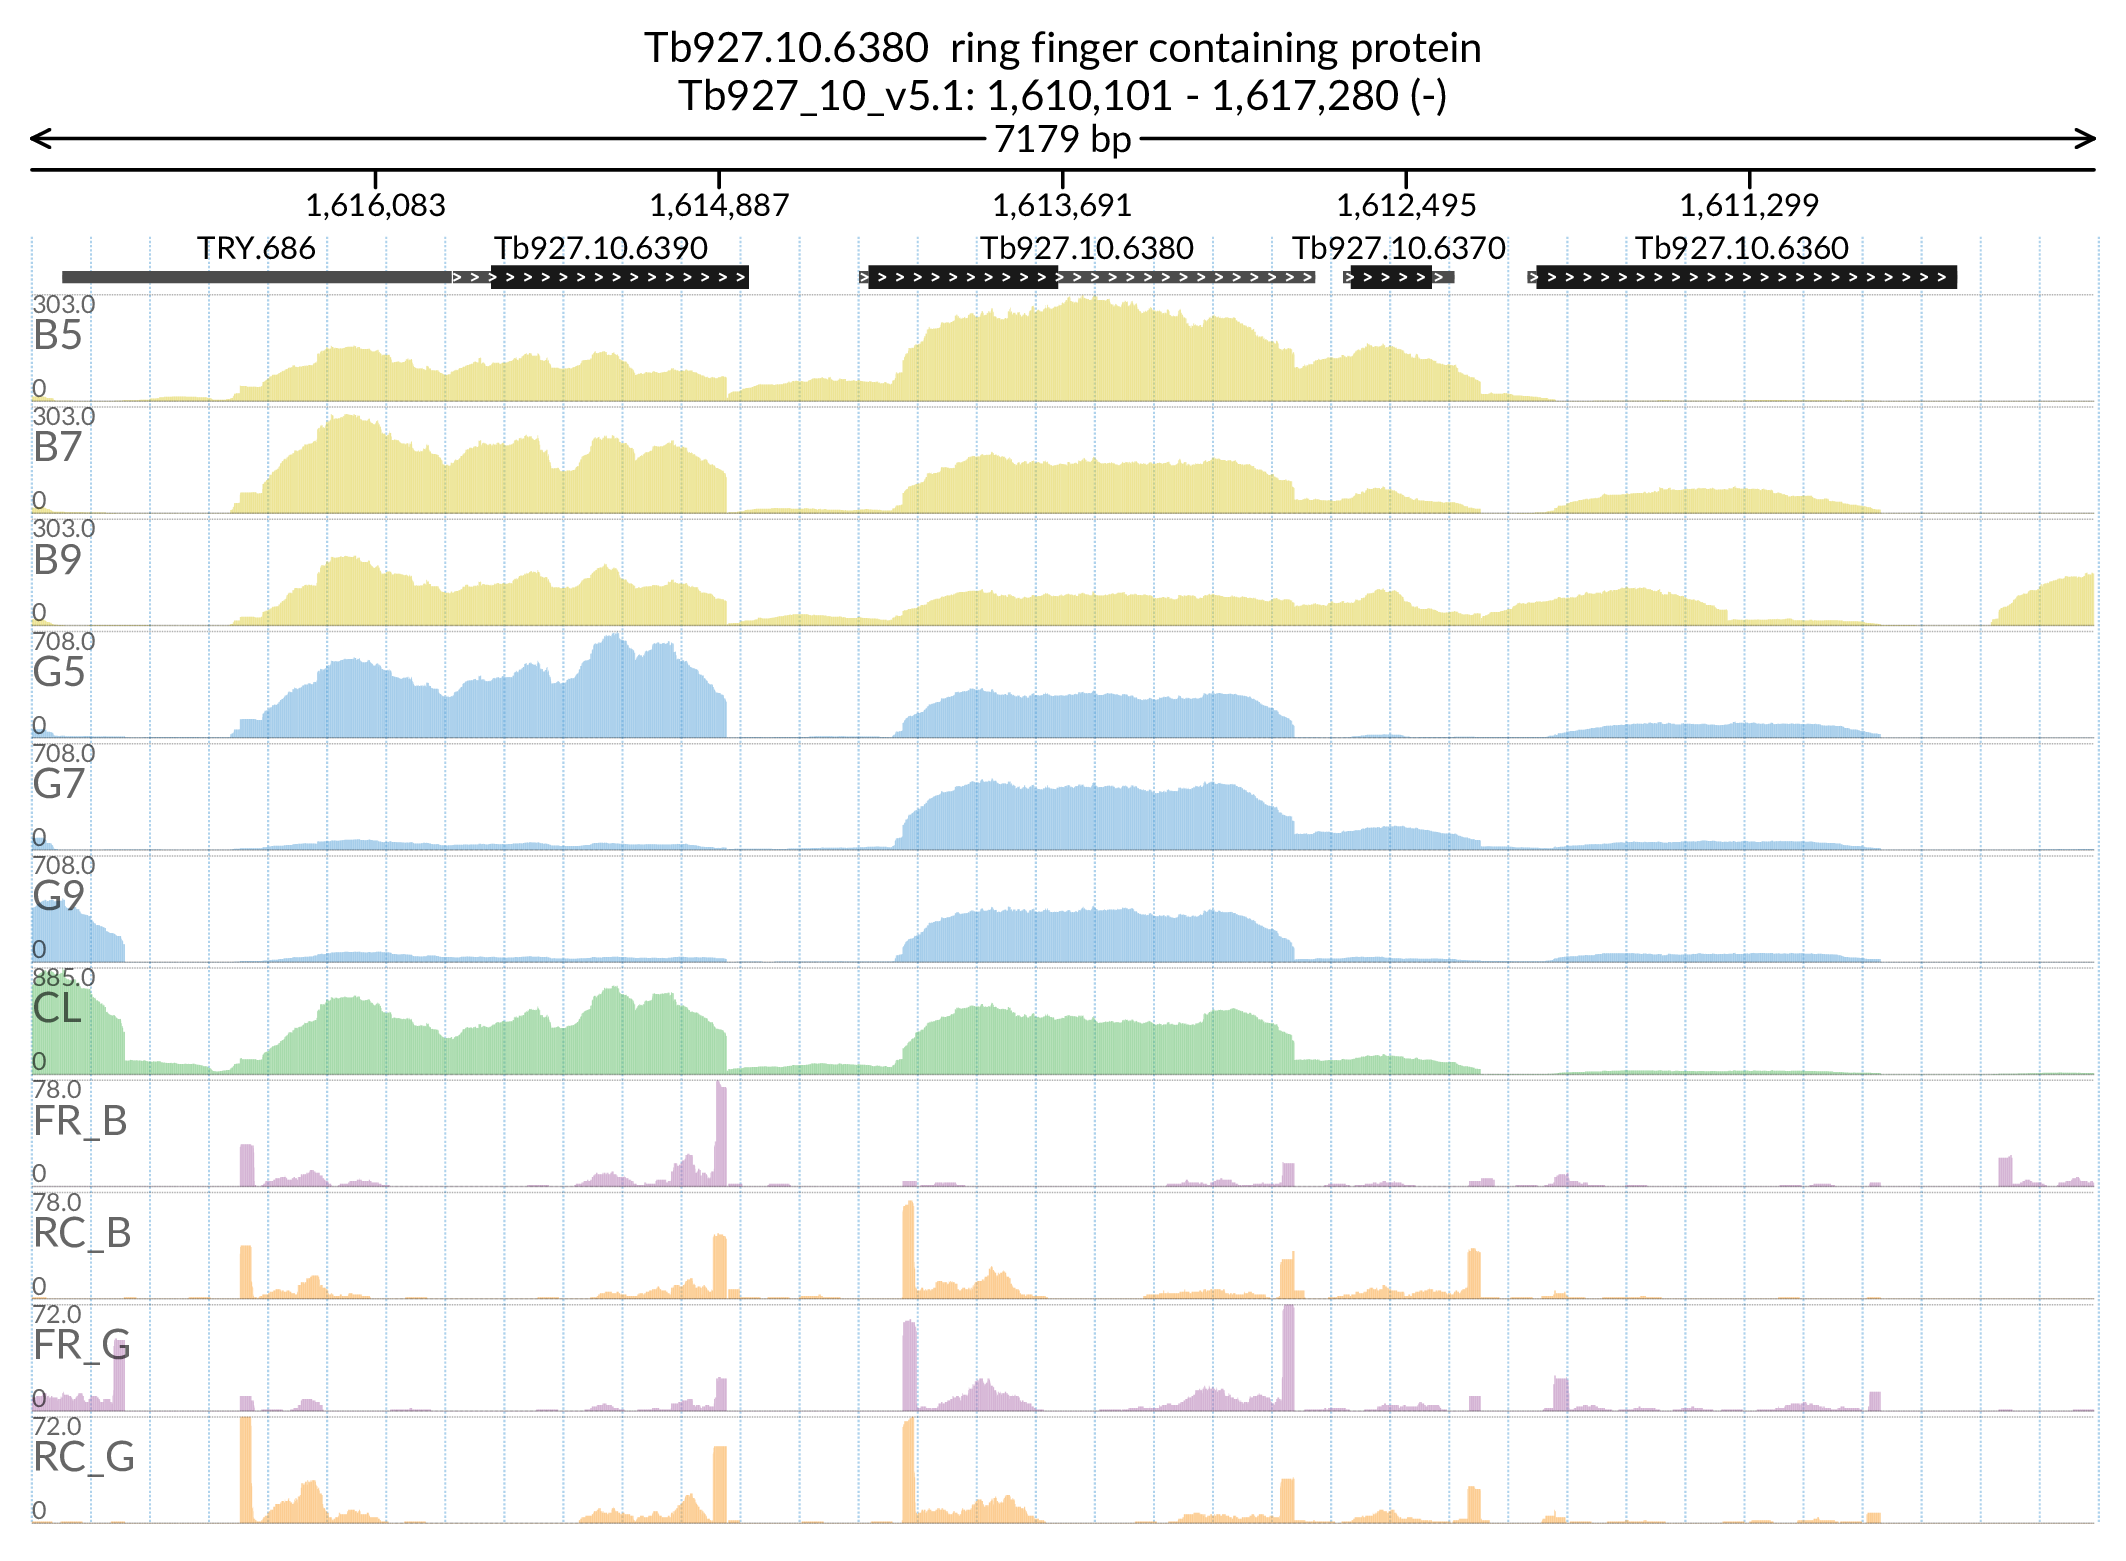 Tb927.10.6380  ring finger containing protein
Tb927_10_v5.1: 1,610,101 - 1,617,280 (-)
7179 bp
1,616,083 1,614,887 1,613,691 1,612,495 1,611,299
TRY.686 Tb927.10.6390 Tb927.10.6380 Tb927.10.6370 Tb927.10.6360
303.0
B5
0
303.0
B7
0
303.0
B9
0
708.0
G5
0
708.0
G7
0
708.0
G9
0
885.0
CL
0
78.0
FR_B
0
78.0
RC_B
0
72.0
FR_G
0
72.0
RC_G
0